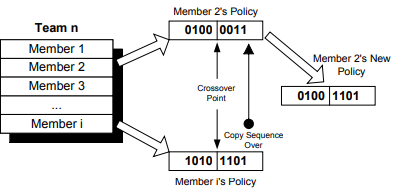 Team n
Member 1
Member 2
Member 3
...
Member i
Member 2's Policy
0100 0011
Crossover
Point
Copy Sequence
Over
1010 1101
Member i's Policy
Member 2's New
Policy
0100 1101